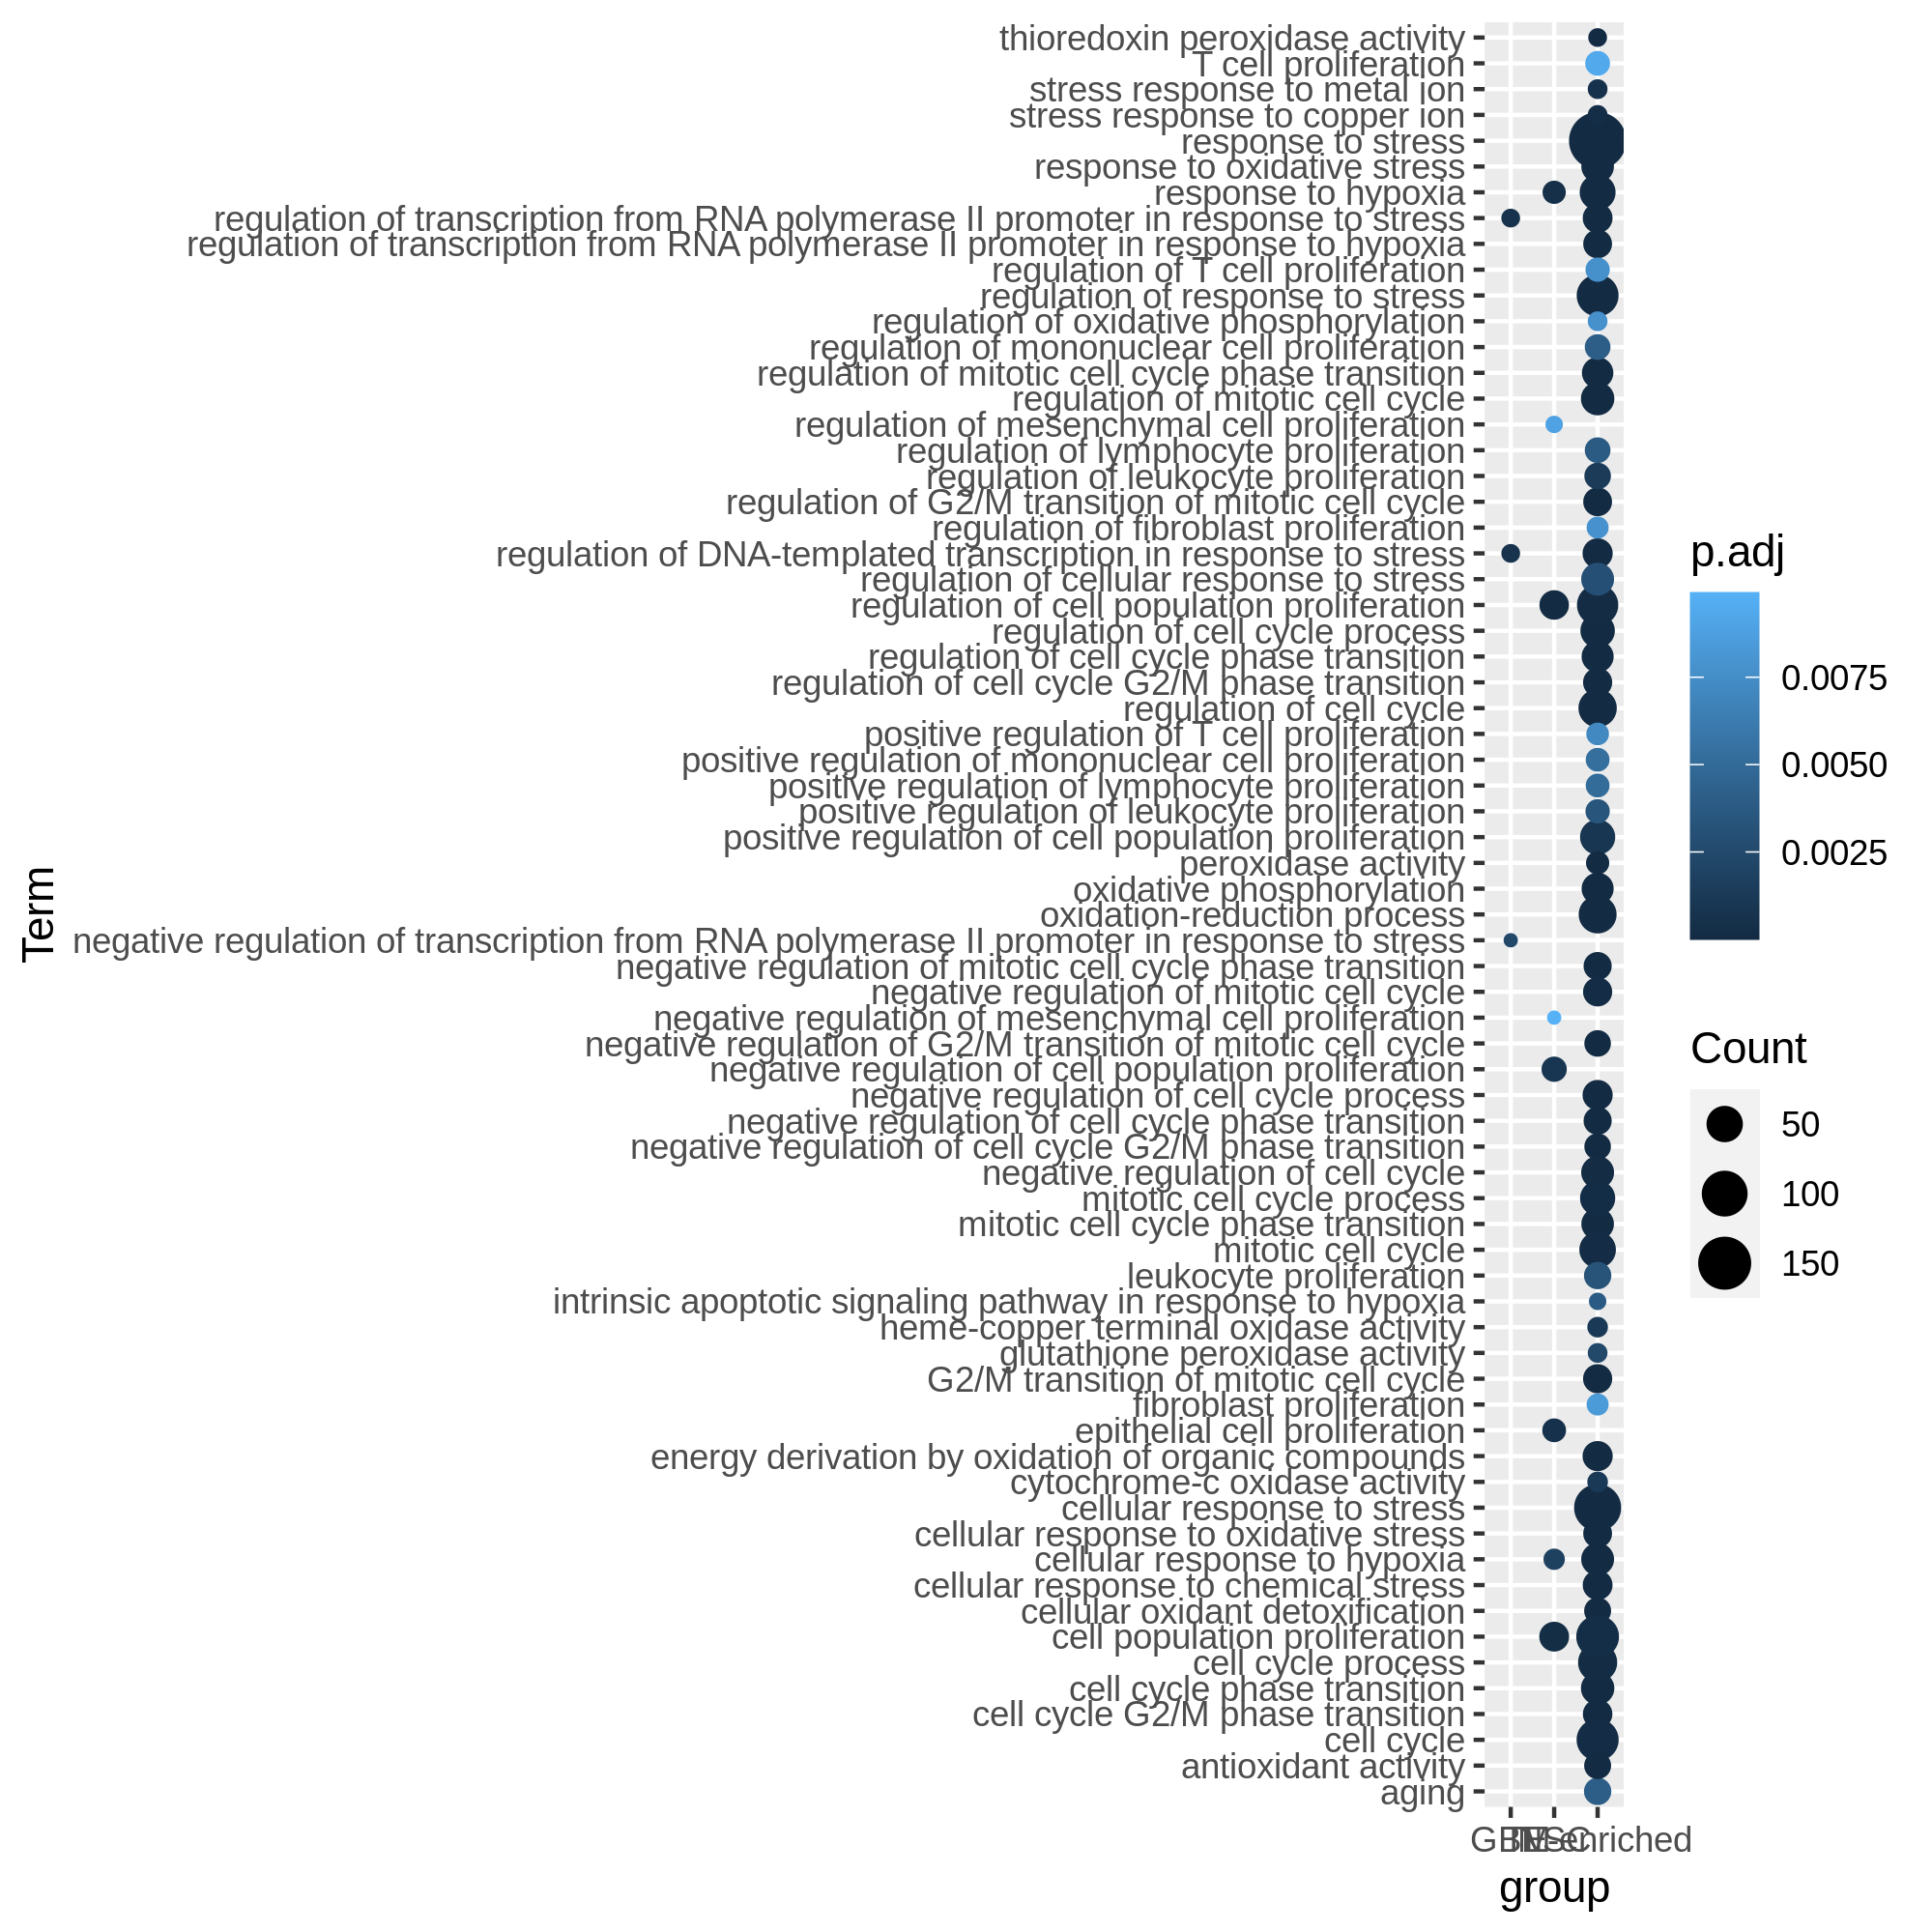 thioredoxin peroxidase activity
T cell proliferation
stress response to metal ion
stress response to copper ion
response to stress
response to oxidative stress
response to hypoxia
regulation of transcription from RNA polymerase II promoter in response to stress
regulation of transcription from RNA polymerase II promoter in response to hypoxia
regulation of T cell proliferation
regulation of response to stress
regulation of oxidative phosphorylation
regulation of mononuclear cell proliferation
regulation of mitotic cell cycle phase transition
regulation of mitotic cell cycle
regulation of mesenchymal cell proliferation
regulation of lymphocyte proliferation
regulation of leukocyte proliferation
regulation of G2/M transition of mitotic cell cycle
regulation of fibroblast proliferation
regulation of DNA-templated transcription in response to stress
regulation of cellular response to stress
regulation of cell population proliferation
regulation of cell cycle process
regulation of cell cycle phase transition
regulation of cell cycle G2/M phase transition
regulation of cell cycle
positive regulation of T cell proliferation
positive regulation of mononuclear cell proliferation
positive regulation of lymphocyte proliferation
positive regulation of leukocyte proliferation
positive regulation of cell population proliferation
peroxidase activity
oxidative phosphorylation
oxidation-reduction process
negative regulation of transcription from RNA polymerase II promoter in response to stress
negative regulation of mitotic cell cycle phase transition
negative regulation of mitotic cell cycle
negative regulation of mesenchymal cell proliferation
negative regulation of G2/M transition of mitotic cell cycle
negative regulation of cell population proliferation
negative regulation of cell cycle process
negative regulation of cell cycle phase transition
negative regulation of cell cycle G2/M phase transition
negative regulation of cell cycle
mitotic cell cycle process
mitotic cell cycle phase transition
mitotic cell cycle
leukocyte proliferation
intrinsic apoptotic signaling pathway in response to hypoxia
heme-copper terminal oxidase activity
glutathione peroxidase activity
G2/M transition of mitotic cell cycle
fibroblast proliferation
epithelial cell proliferation
energy derivation by oxidation of organic compounds
cytochrome-c oxidase activity
cellular response to stress
cellular response to oxidative stress
cellular response to hypoxia
cellular response to chemical stress
cellular oxidant detoxification
cell population proliferation
cell cycle process
cell cycle phase transition
cell cycle G2/M phase transition
cell cycle
antioxidant activity
aging
Term
group
p.adj
0.0075
0.0050
0.0025
Count
50
100
150